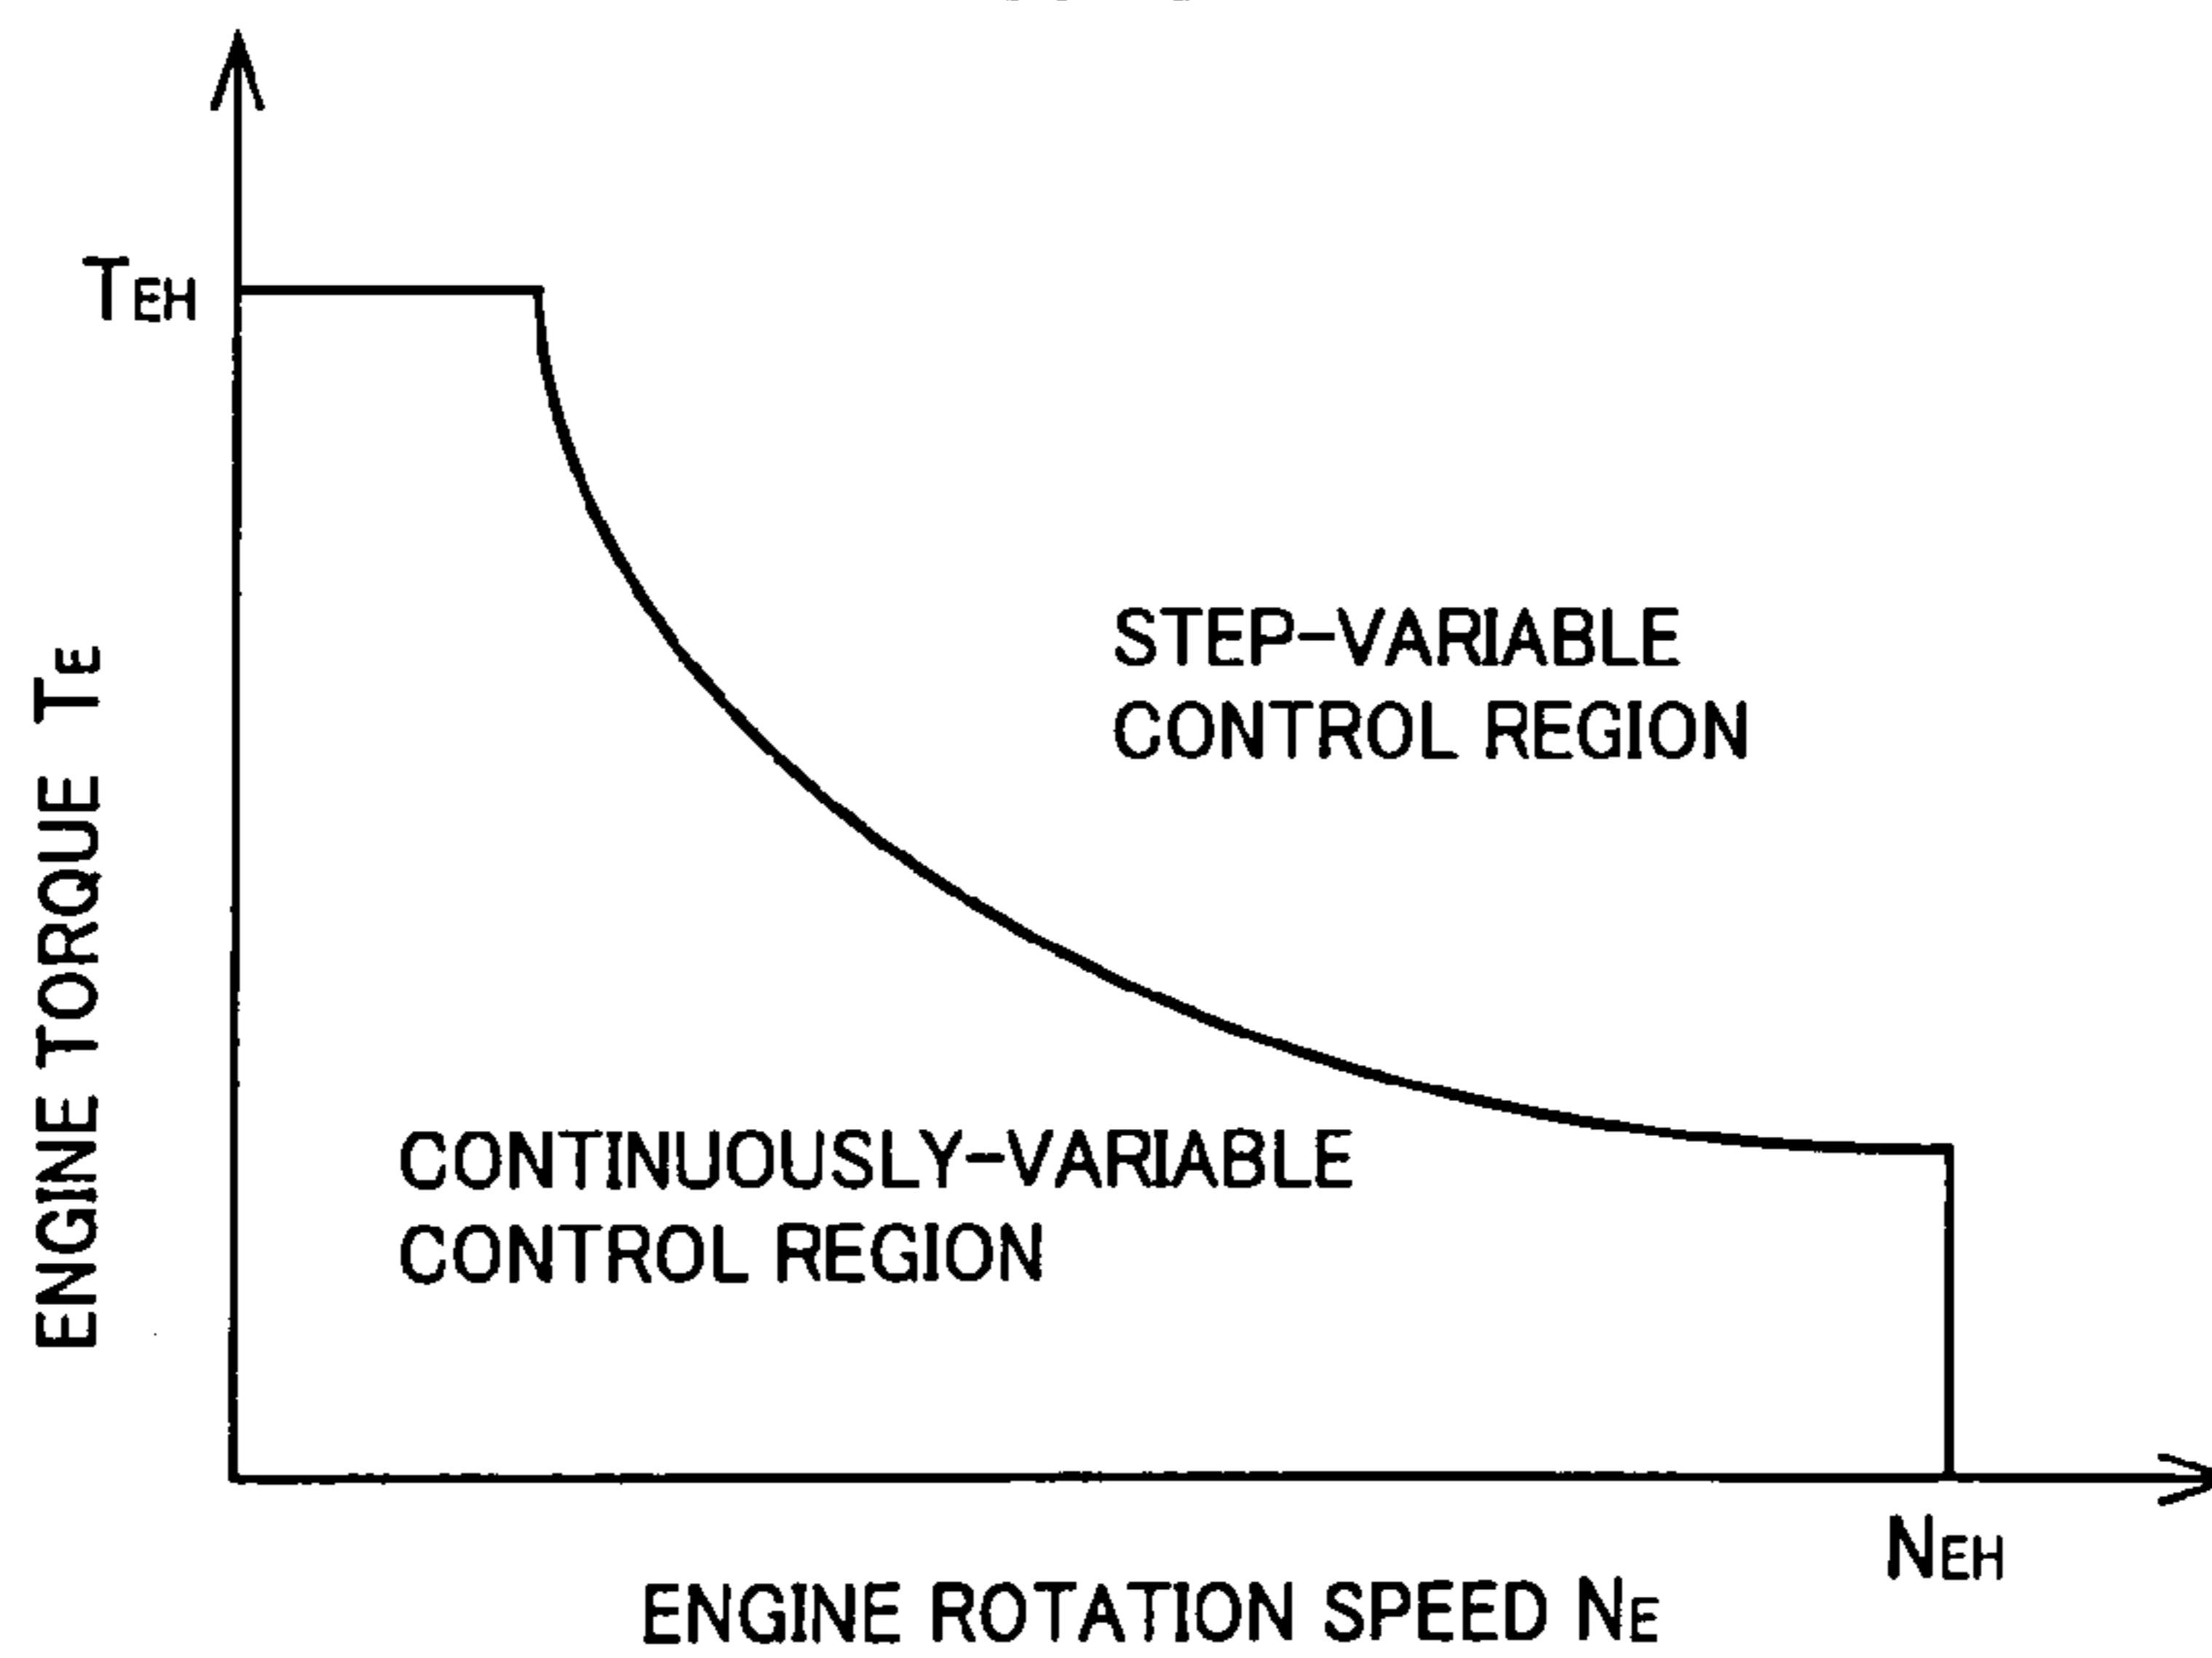 TEH
ENGINE TORQUE TE
STEP-VARIABLE
CONTROL REGION
CONTINUOUSLY-VARIABLE
CONTROL REGION
NEH
ENGINE ROTATION SPEED NE